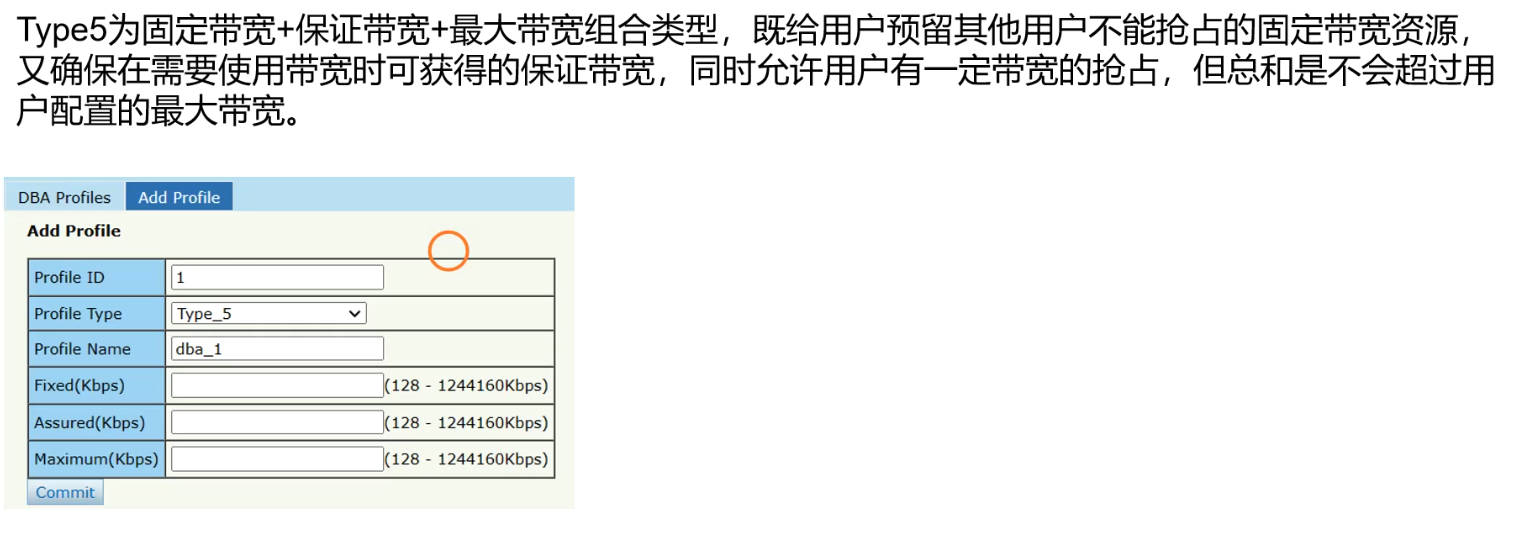 Type5为固定带宽+保证带宽+最大带宽组合类型，既给用户预留其他用户不能抢占的固定带宽资源，
又确保在需要使用带宽时可获得的保证带宽，同时允许用户有一定带宽的抢占，但总和是不会超过用
户配置的最大带宽。
DBA Profiles Add Profile
Add Profile
Profile ID 1
Profile Type Type_5
Profile Name dba_1
Fixed(Kbps) (128 - 1244160Kbps)
Assured(Kbps) (128 - 1244160Kbps)
Maximum(Kbps) (128 - 1244160Kbps)
Commit